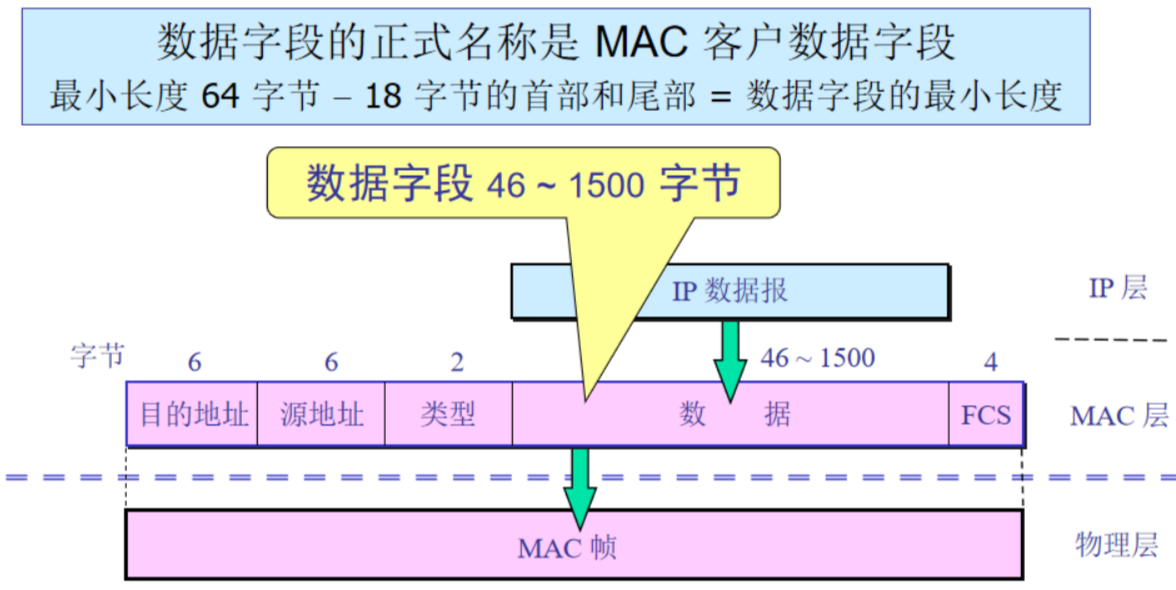 数据字段的正式名称是 MAC 客户数据字段
最小长度 64 字节 – 18 字节的首部和尾部 = 数据字段的最小长度
数据字段 46 ~ 1500 字节
IP 数据报
IP 层
字节 6 6 2 46 ~ 1500 4
目的地址 源地址 类型 数 据 FCS
MAC 层
MAC 帧
物理层